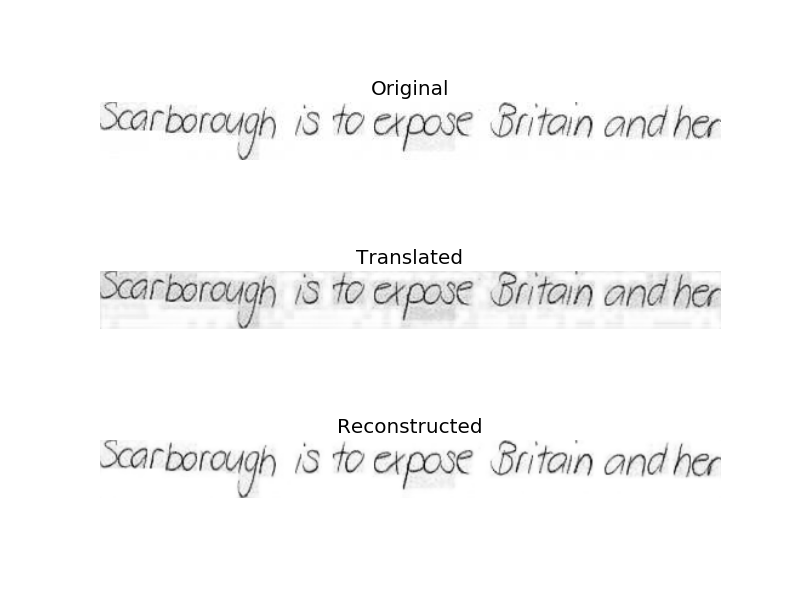 Original
Scarborough is to expose Britain and her
Translated
Scarborough is to expose Britain and her
Reconstructed
Scarborough is to expose Britain and her